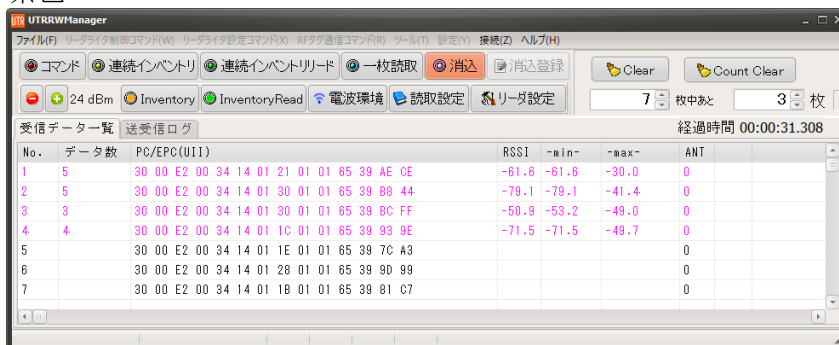 UTR UTRRWManager
ファイル(F) リーダライタ制御コマンド(W) リーダライタ設定コマンド(X) RFタグ通信コマンド(R) ツール(T) 設定(Y) 接続(Z) ヘルプ(H)
コマンド 連続インベントリ 連続インベントリリード 一枚読取 消込 消込登録 Clear Count Clear
24 dBm Inventory InventoryRead 電波環境 読取設定 リーダ設定 7 枚中あと 3 枚
受信データ一覧 送受信ログ 経過時間 00:00:31.308
No. データ数 PC/EPC(UII) RSSI -min- -max- ANT
1 5 30 00 E2 00 34 14 01 21 01 01 65 39 AE CE -61.6 -61.6 -30.0 0
2 5 30 00 E2 00 34 14 01 30 01 01 65 39 B8 44 -79.1 -79.1 -41.4 0
3 3 30 00 E2 00 34 14 01 30 01 01 65 39 BC FF -50.9 -53.2 -49.0 0
4 4 30 00 E2 00 34 14 01 1C 01 01 65 39 93 9E -71.5 -71.5 -49.7 0
5 30 00 E2 00 34 14 01 1E 01 01 65 39 7C A3 0
6 30 00 E2 00 34 14 01 28 01 01 65 39 9D 99 0
7 30 00 E2 00 34 14 01 1B 01 01 65 39 81 C7 0